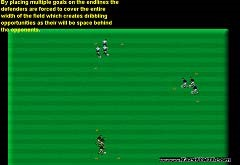 By placing multiple goals on the endlines the
defenders are forced to cover the entire
width of the field which creates dribbling
opportunities as their will be space behind
the opponents.